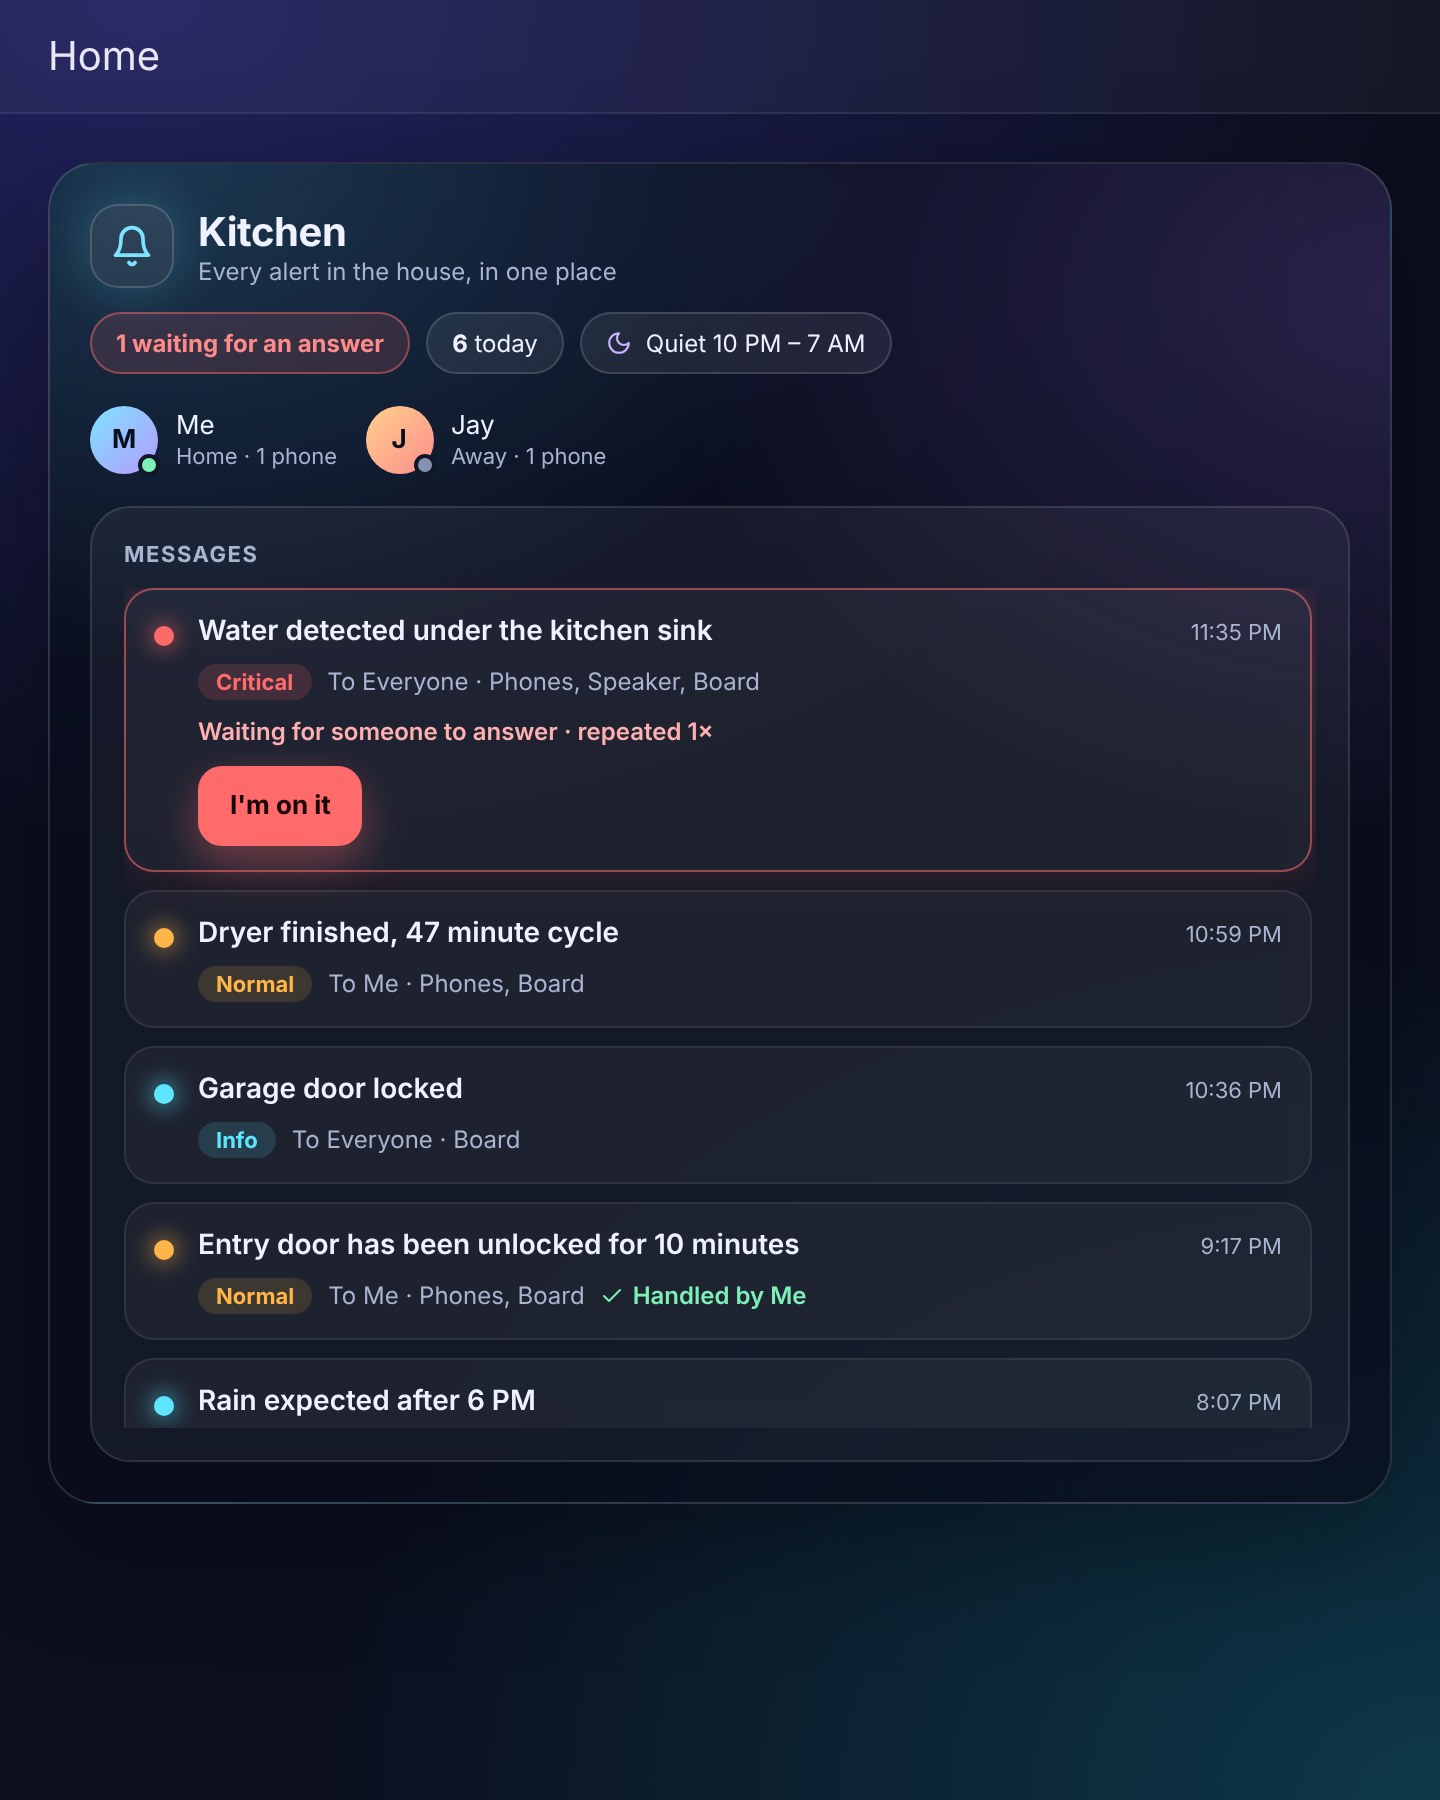 Home
Kitchen
Every alert in the house, in one place
1 waiting for an answer
6 today
Quiet 10 PM – 7 AM
M
Me
Home · 1 phone
J
Jay
Away · 1 phone
MESSAGES
Water detected under the kitchen sink
11:35 PM
Critical
To Everyone · Phones, Speaker, Board
Waiting for someone to answer · repeated 1×
I'm on it
Dryer finished, 47 minute cycle
10:59 PM
Normal
To Me · Phones, Board
Garage door locked
10:36 PM
Info
To Everyone · Board
Entry door has been unlocked for 10 minutes
9:17 PM
Normal
To Me · Phones, Board
✓ Handled by Me
Rain expected after 6 PM
8:07 PM